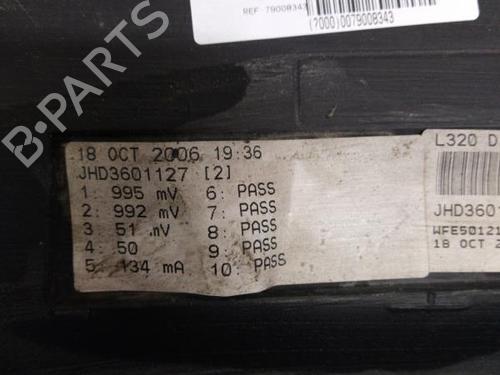 REF 79008343
(?000)0079008343
B-PARTS
18 OCT 2006 19:36
JHD3601127 [2]
1: 995 mV 6: PASS
2: 992 mV 7: PASS
3 51 mV 8: PASS
4: 50 9: PASS
5. 134 mA 10 PASS
L320 D
JHD3601
WFE50121
18 OCT 2